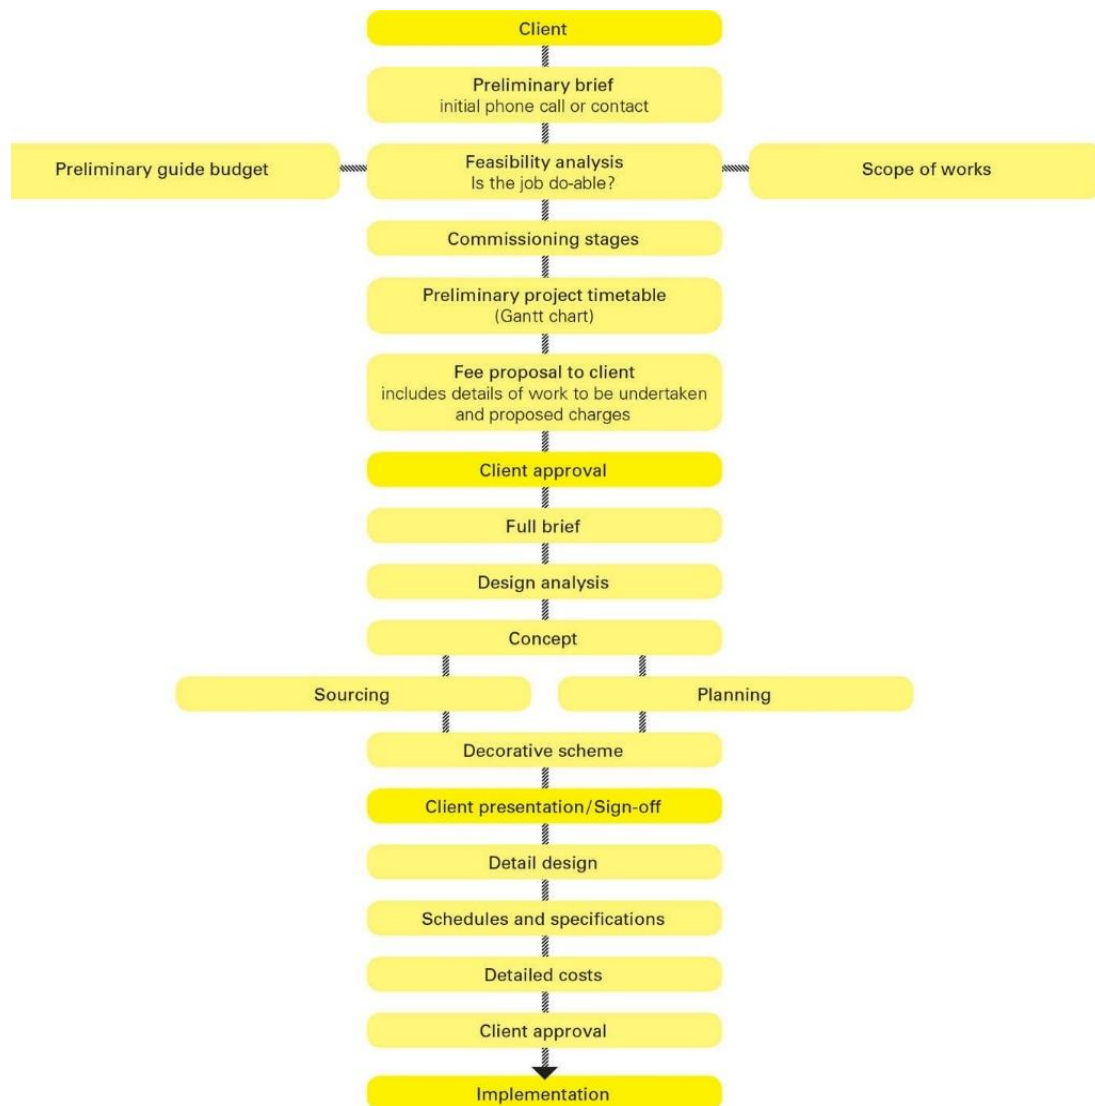 Client
Preliminary brief
initial phone call or contact
Preliminary guide budget
Feasibility analysis
Is the job do-able?
Scope of works
Commissioning stages
Preliminary project timetable
(Gantt chart)
Fee proposal to client
includes details of work to be undertaken
and proposed charges
Client approval
Full brief
Design analysis
Concept
Sourcing
Planning
Decorative scheme
Client presentation/Sign-off
Detail design
Schedules and specifications
Detailed costs
Client approval
Implementation